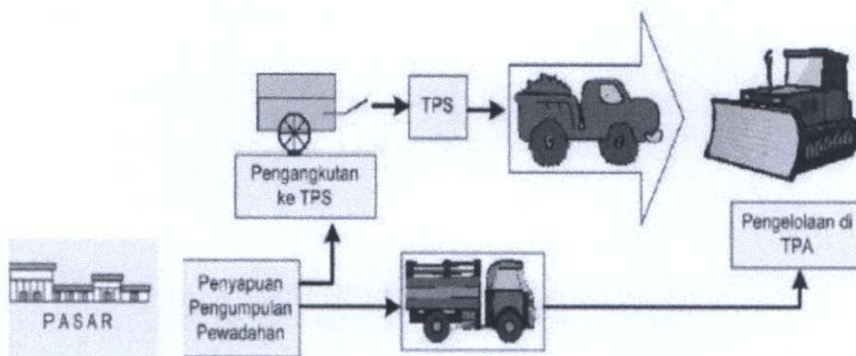 TPS
Pengangkutan
ke TPS
Pengelolaan di
TPA
Penyapuan
Pengumpulan
Pewadahan
PASAR